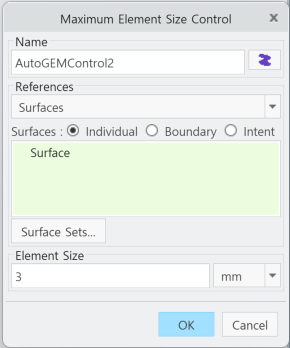 Maximum Element Size Control
Name
AutoGEMControl2
References
Surfaces
Surfaces : Individual Boundary Intent
Surface
Surface Sets...
Element Size
3 mm
OK Cancel